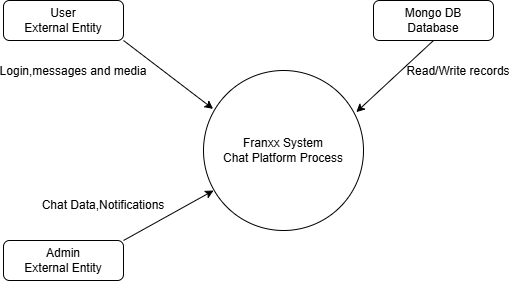 User
External Entity
Mongo DB
Database
Login,messages and media
Read/Write records
Franxx System
Chat Platform Process
Chat Data,Notifications
Admin
External Entity